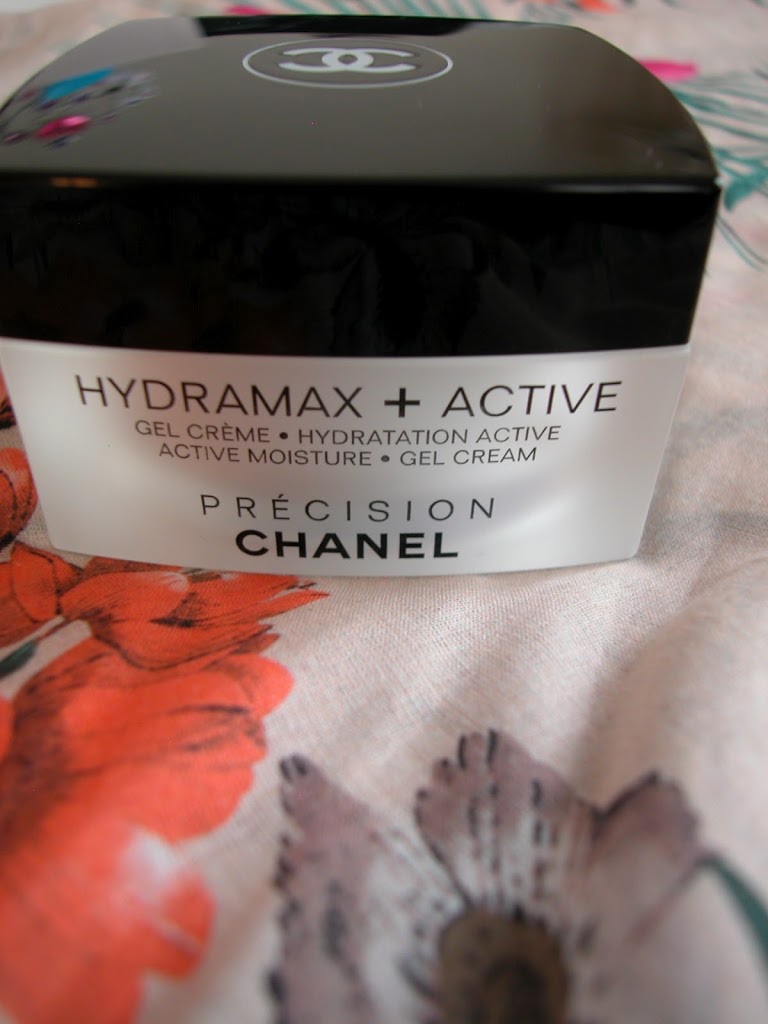 HYDRAMAX + ACTIVE
GEL CRÈME • HYDRATATION ACTIVE
ACTIVE MOISTURE • GEL CREAM
PRÉCISION
CHANEL